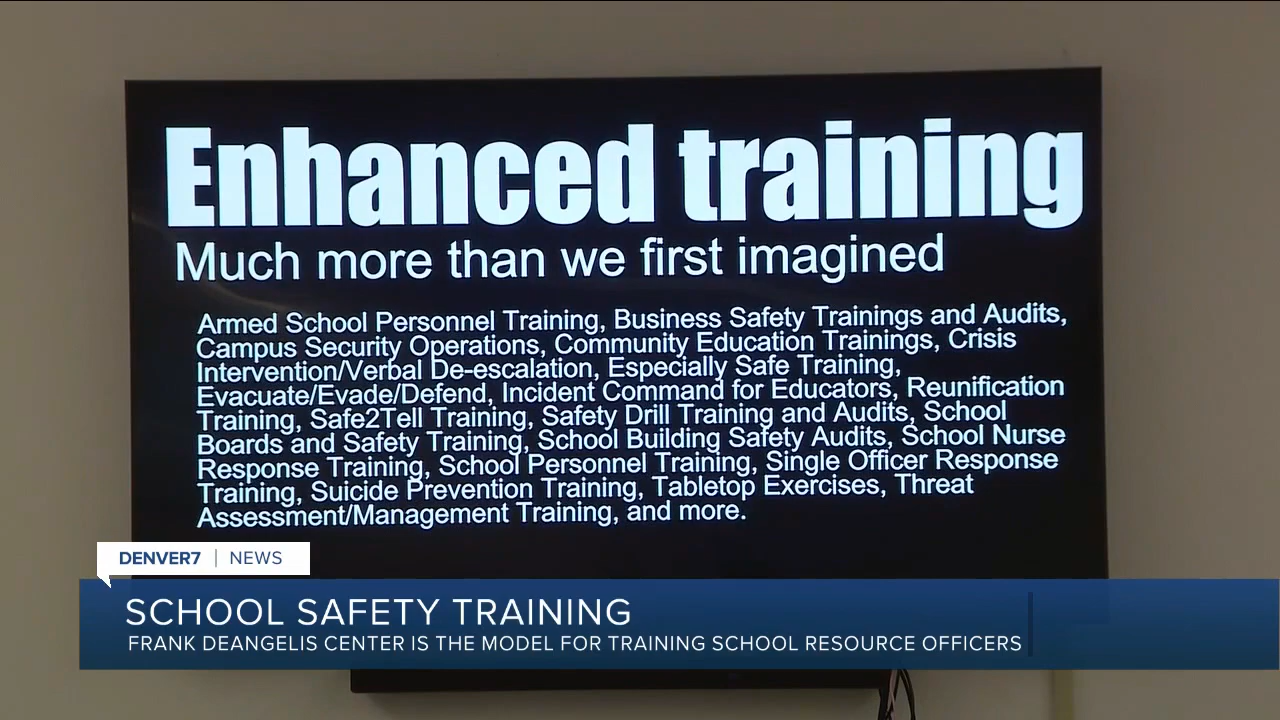 Enhanced training
Much more than we first imagined
Armed School Personnel Training, Business Safety Trainings and Audits,
Campus Security Operations, Community Education Trainings, Crisis
Intervention/Verbal De-escalation, Especially Safe Training,
Evacuate/Evade/Defend, Incident Command for Educators, Reunification
Training, Safe2Tell Training, Safety Drill Training and Audits, School
Boards and Safety Training, School Building Safety Audits, School Nurse
Response Training, School Personnel Training, Single Officer Response
Training, Suicide Prevention Training, Tabletop Exercises, Threat
Assessment/Management Training, and more.
DENVER7 | NEWS
SCHOOL SAFETY TRAINING
FRANK DEANGELIS CENTER IS THE MODEL FOR TRAINING SCHOOL RESOURCE OFFICERS